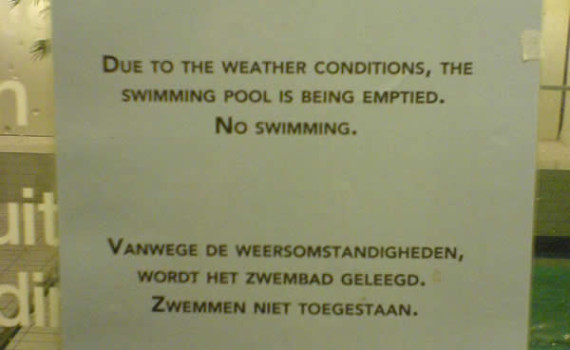 DUE TO THE WEATHER CONDITIONS, THE
SWIMMING POOL IS BEING EMPTIED.
NO SWIMMING.
VANWEGE DE WEERSOMSTANDIGHEDEN,
WORDT HET ZWEMBAD GELEEGD.
ZWEMMEN NIET TOEGESTAAN.